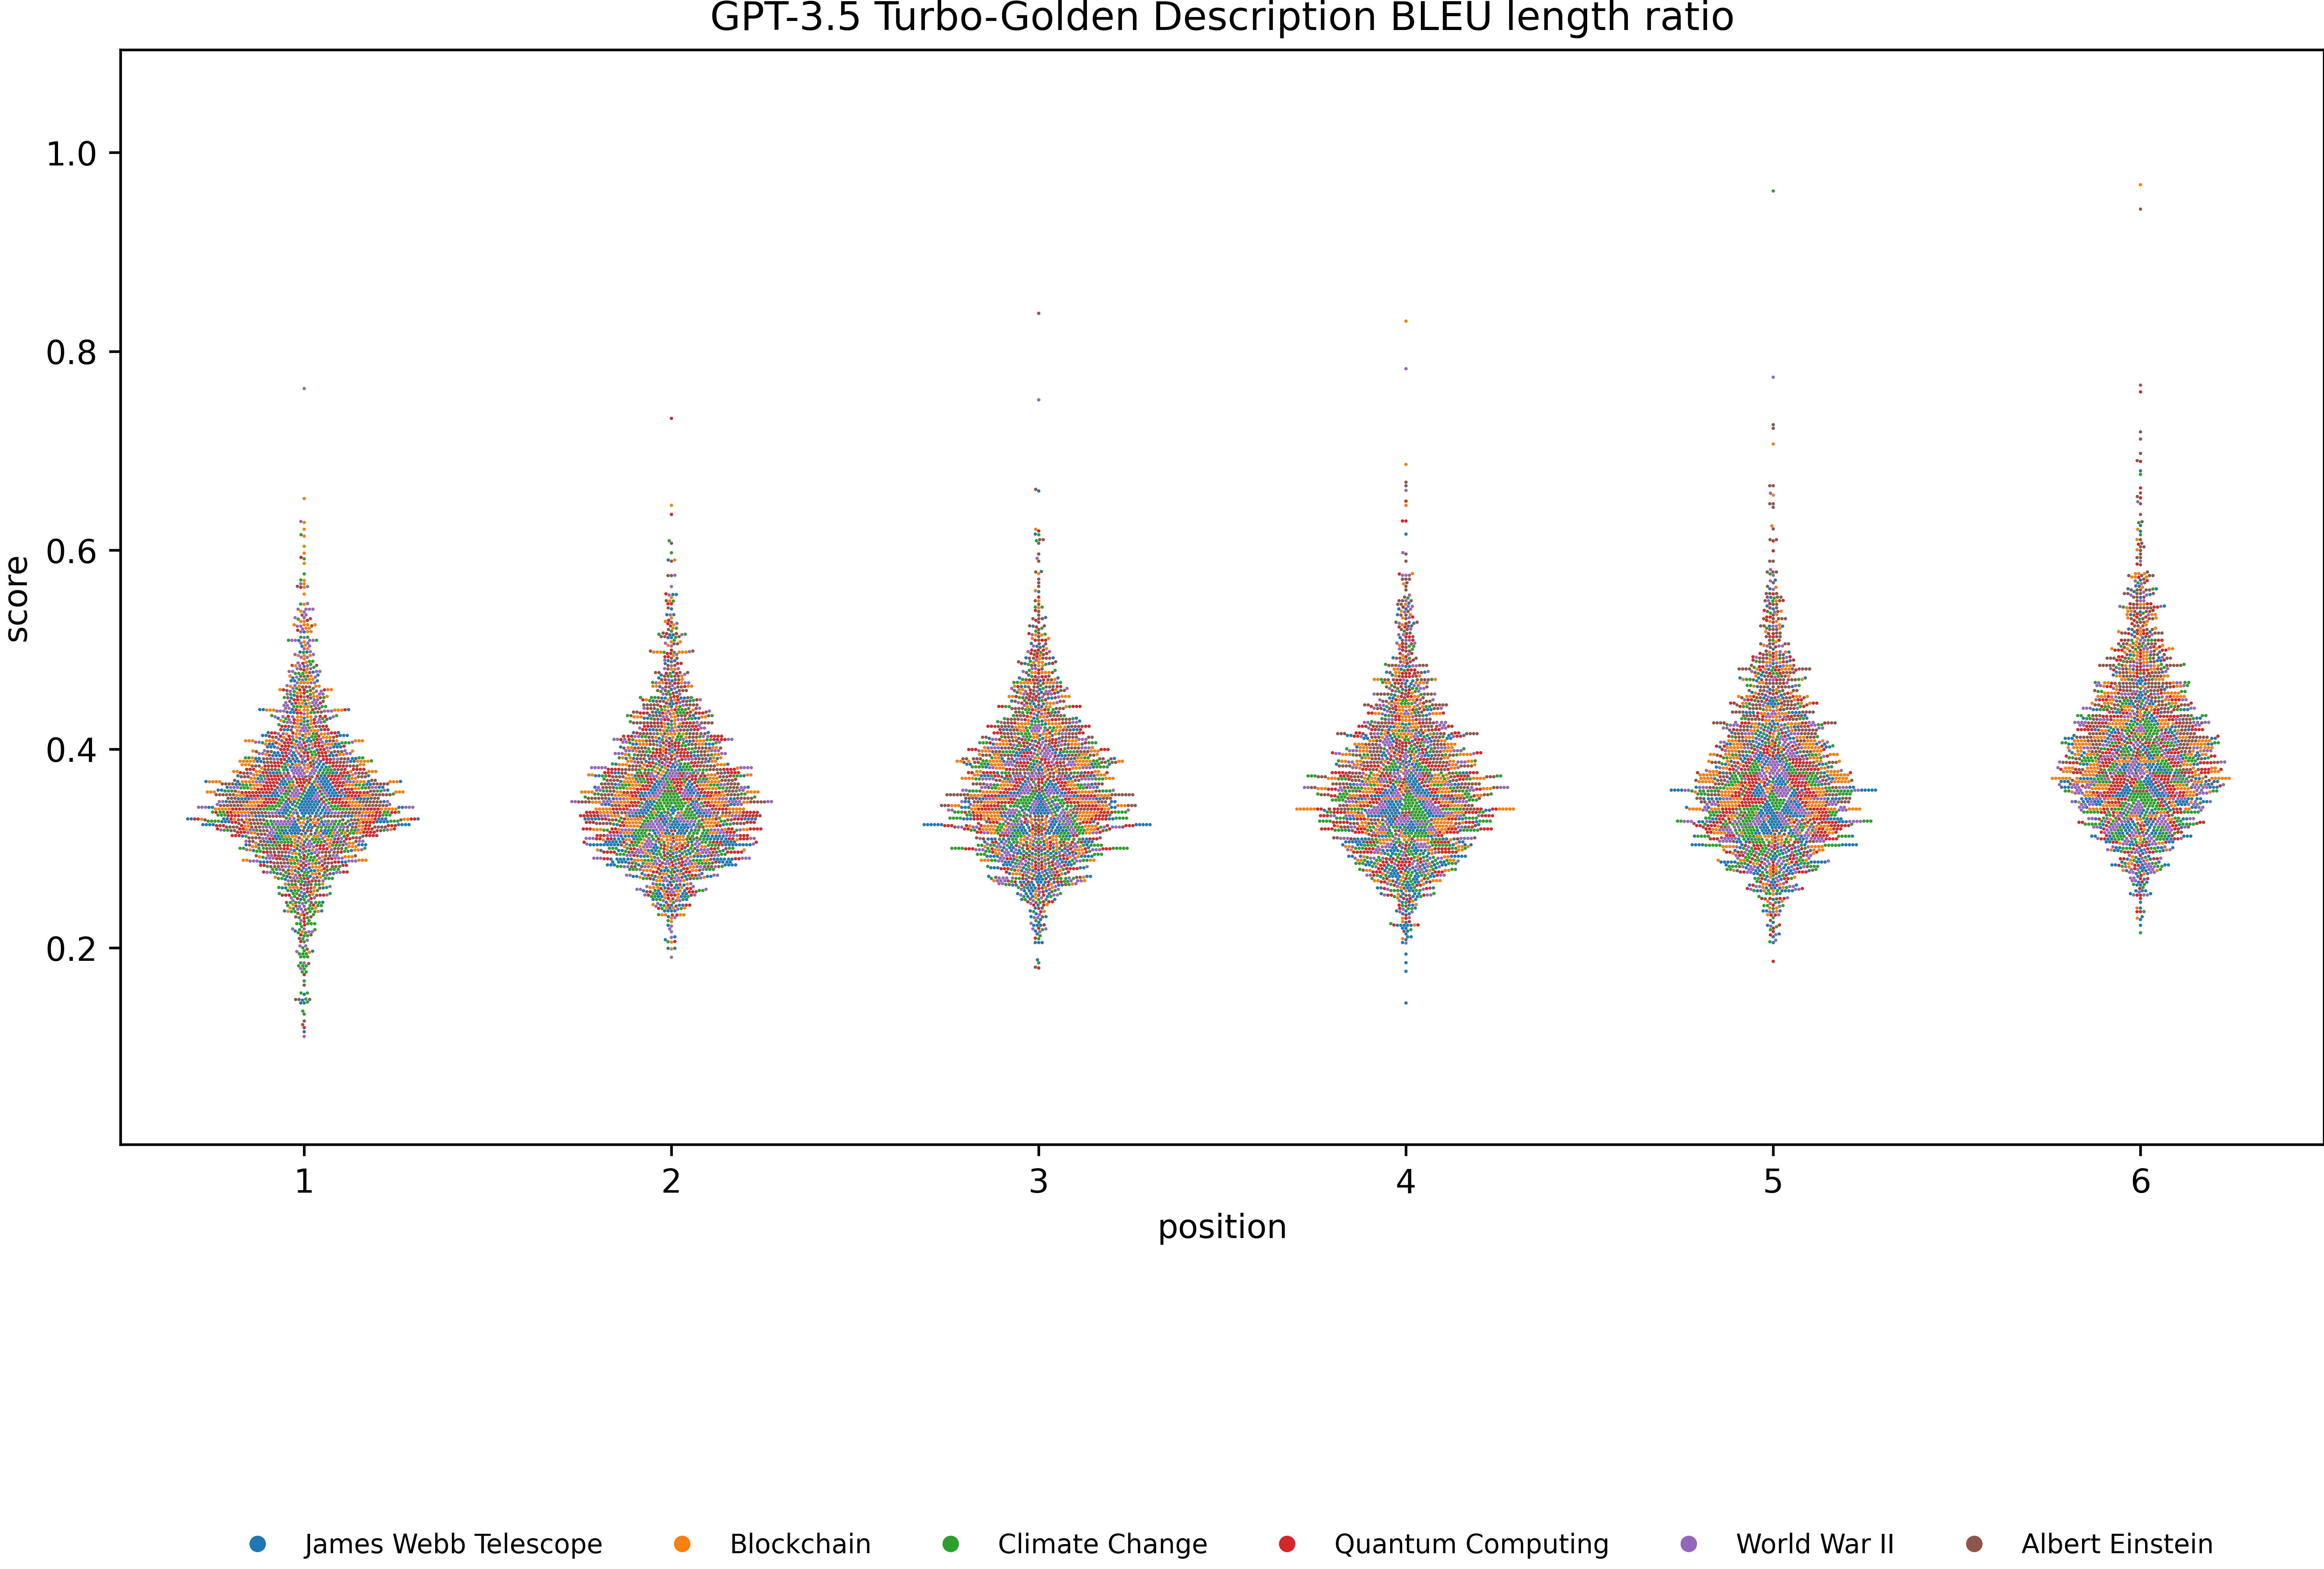 GPT-3.5 Turbo-Golden Description BLEU length ratio
1.0
0.8
0.6
0.4
0.2
score
1 2 3 4 5 6
position
James Webb Telescope Blockchain Climate Change Quantum Computing World War II Albert Einstein